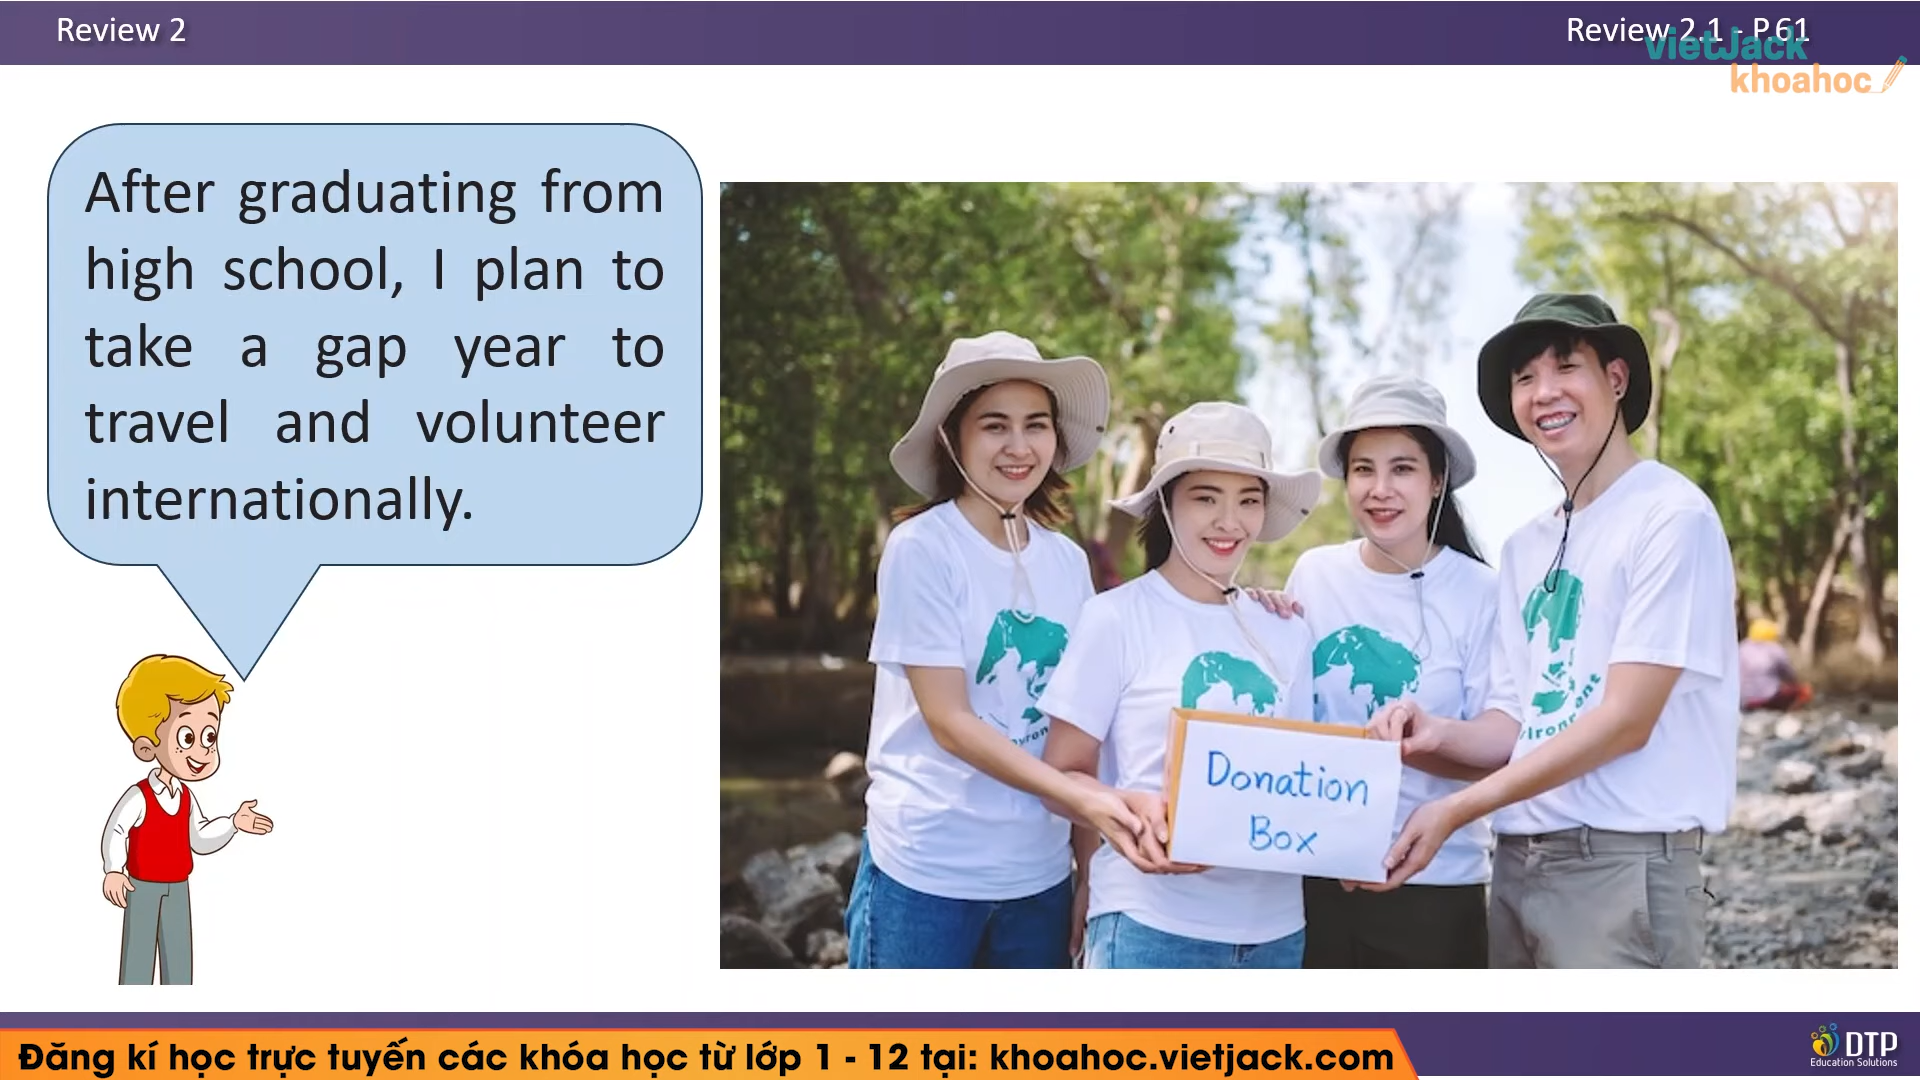 Review 2
Review 2.1 - P.61
vietJack
khoahoc
After graduating from
high school, I plan to
take a gap year to
travel and volunteer
internationally.
Donation
Box
Đăng kí học trực tuyến các khóa học từ lớp 1 - 12 tại: khoahoc.vietjack.com
DTP
Education Solutions